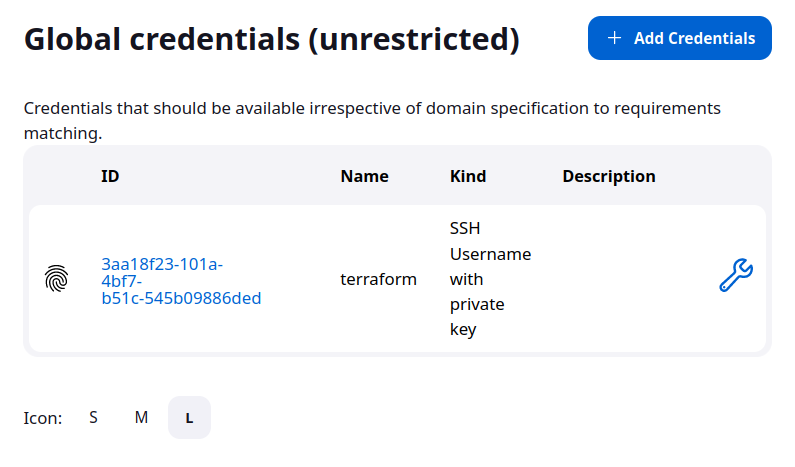 Global credentials (unrestricted)
+ Add Credentials
Credentials that should be available irrespective of domain specification to requirements
matching.
ID Name Kind Description
3aa18f23-101a-
4bf7-
b51c-545b09886ded
terraform
SSH
Username
with
private
key
Icon: S M L